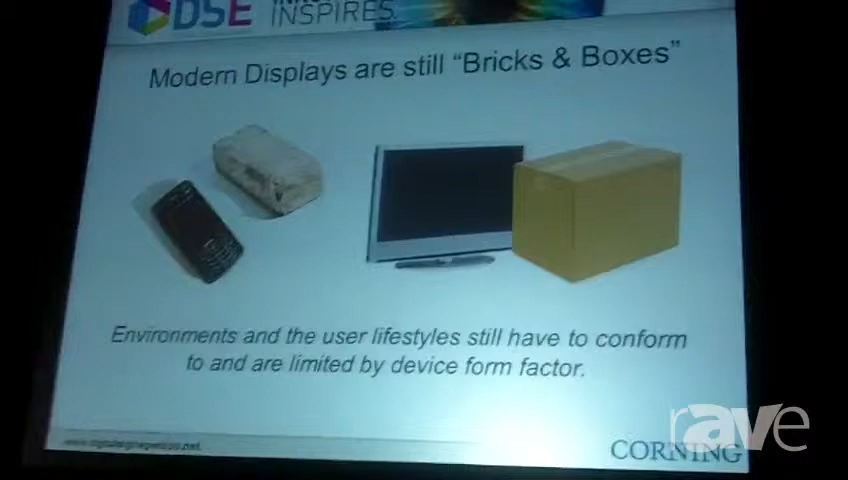 DSE
INSPIRES
Modern Displays are still “Bricks & Boxes”
Environments and the user lifestyles still have to conform
to and are limited by device form factor.
CORNING
rave